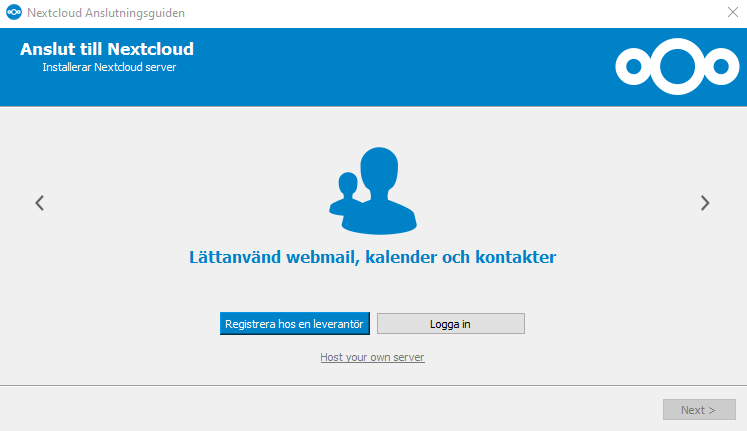 Nextcloud Anslutningsguiden
Anslut till Nextcloud
Installerar Nextcloud server
Lättanvänd webmail, kalender och kontakter
Registrera hos en leverantör
Logga in
Host your own server
Next >